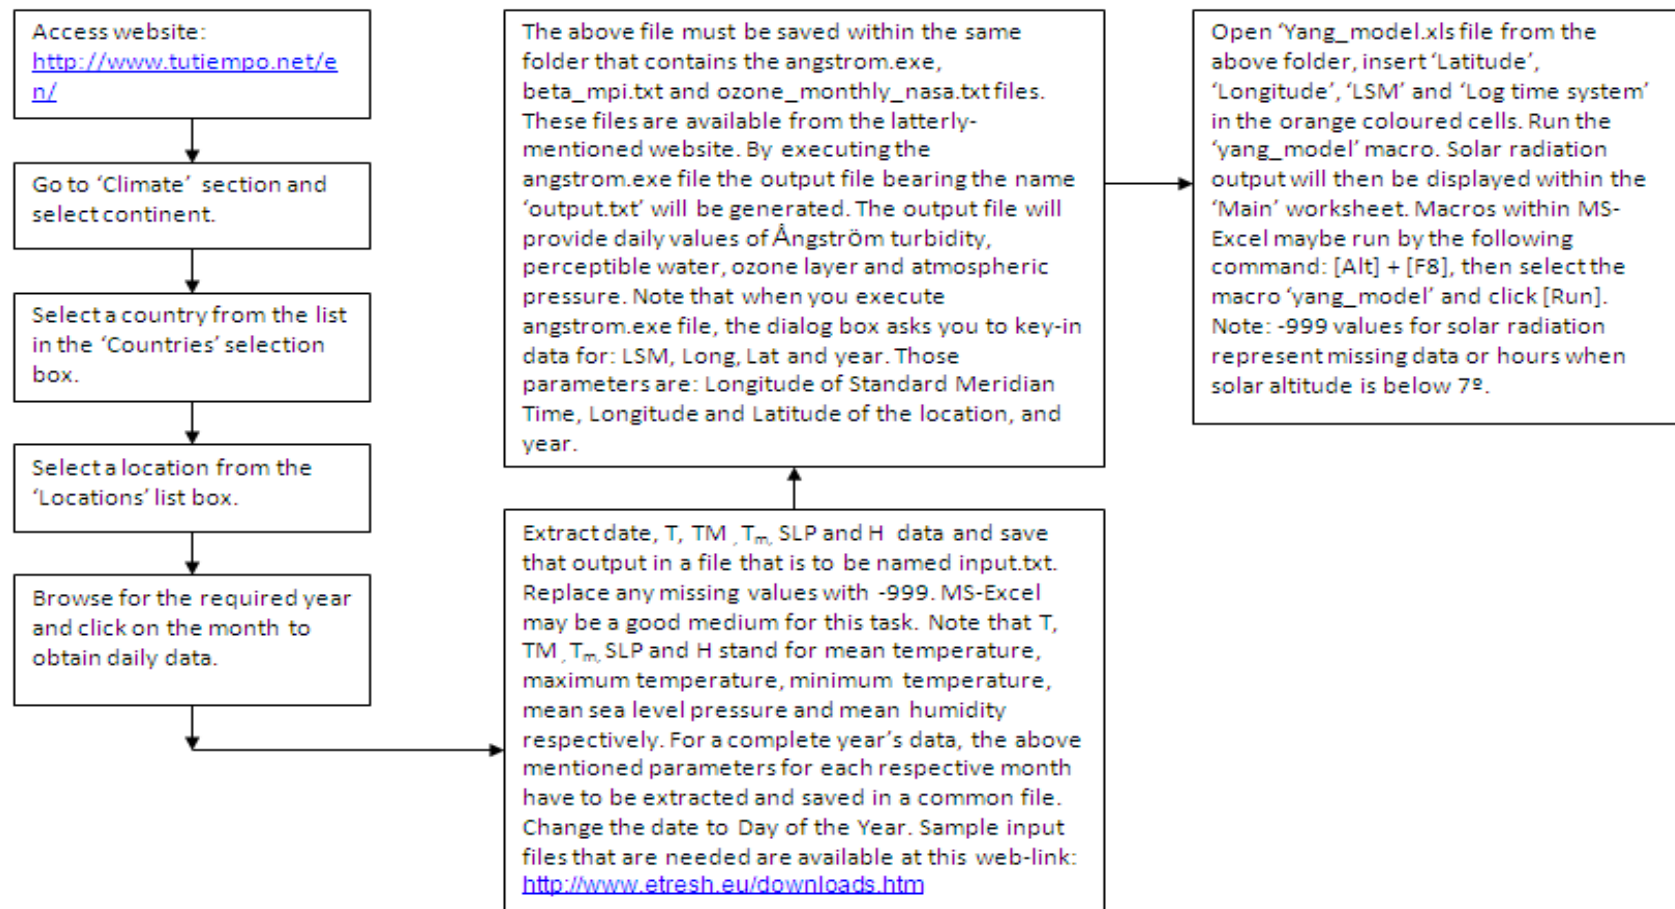 Access website:
http://www.tutiempo.net/e
n/
Go to ‘Climate’ section and
select continent.
Select a country from the list
in the ‘Countries’ selection
box.
Select a location from the
‘Locations’ list box.
Browse for the required year
and click on the month to
obtain daily data.
Extract date, T, TM , Tm, SLP and H data and save
that output in a file that is to be named input.txt.
Replace any missing values with -999. MS-Excel
may be a good medium for this task. Note that T,
TM , Tm, SLP and H stand for mean temperature,
maximum temperature, minimum temperature,
mean sea level pressure and mean humidity
respectively. For a complete year’s data, the above
mentioned parameters for each respective month
have to be extracted and saved in a common file.
Change the date to Day of the Year. Sample input
files that are needed are available at this web-link:
http://www.etresh.eu/downloads.htm
The above file must be saved within the same
folder that contains the angstrom.exe,
beta_mpi.txt and ozone_monthly_nasa.txt files.
These files are available from the latterly-
mentioned website. By executing the
angstrom.exe file the output file bearing the name
‘output.txt’ will be generated. The output file will
provide daily values of Ångström turbidity,
perceptible water, ozone layer and atmospheric
pressure. Note that when you execute
angstrom.exe file, the dialog box asks you to key-in
data for: LSM, Long, Lat and year. Those
parameters are: Longitude of Standard Meridian
Time, Longitude and Latitude of the location, and
year.
Open ‘Yang_model.xls file from the
above folder, insert ‘Latitude’,
‘Longitude’, ‘LSM’ and ‘Log time system’
in the orange coloured cells. Run the
‘yang_model’ macro. Solar radiation
output will then be displayed within the
‘Main’ worksheet. Macros within MS-
Excel maybe run by the following
command: [Alt] + [F8], then select the
macro ‘yang_model’ and click [Run].
Note: -999 values for solar radiation
represent missing data or hours when
solar altitude is below 7º.